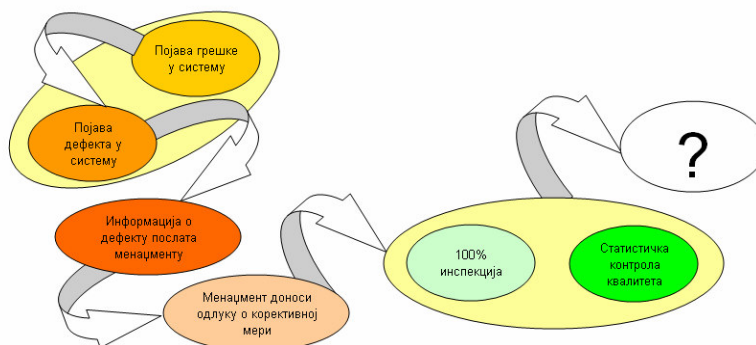 Појава грешке
у систему
Појава
дефекта у
систему
Информација о
дефекту послата
менаџменту
Менаџмент доноси
одлуку о корективној
мери
100%
инспекција
Статистичка
контрола
квалитета
?